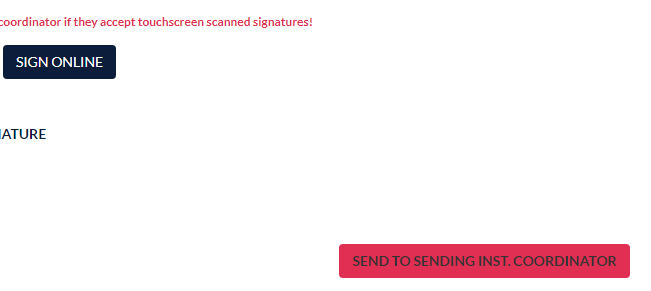 coordinator if they accept touchscreen scanned signatures!
SIGN ONLINE
NATURE
SEND TO SENDING INST. COORDINATOR